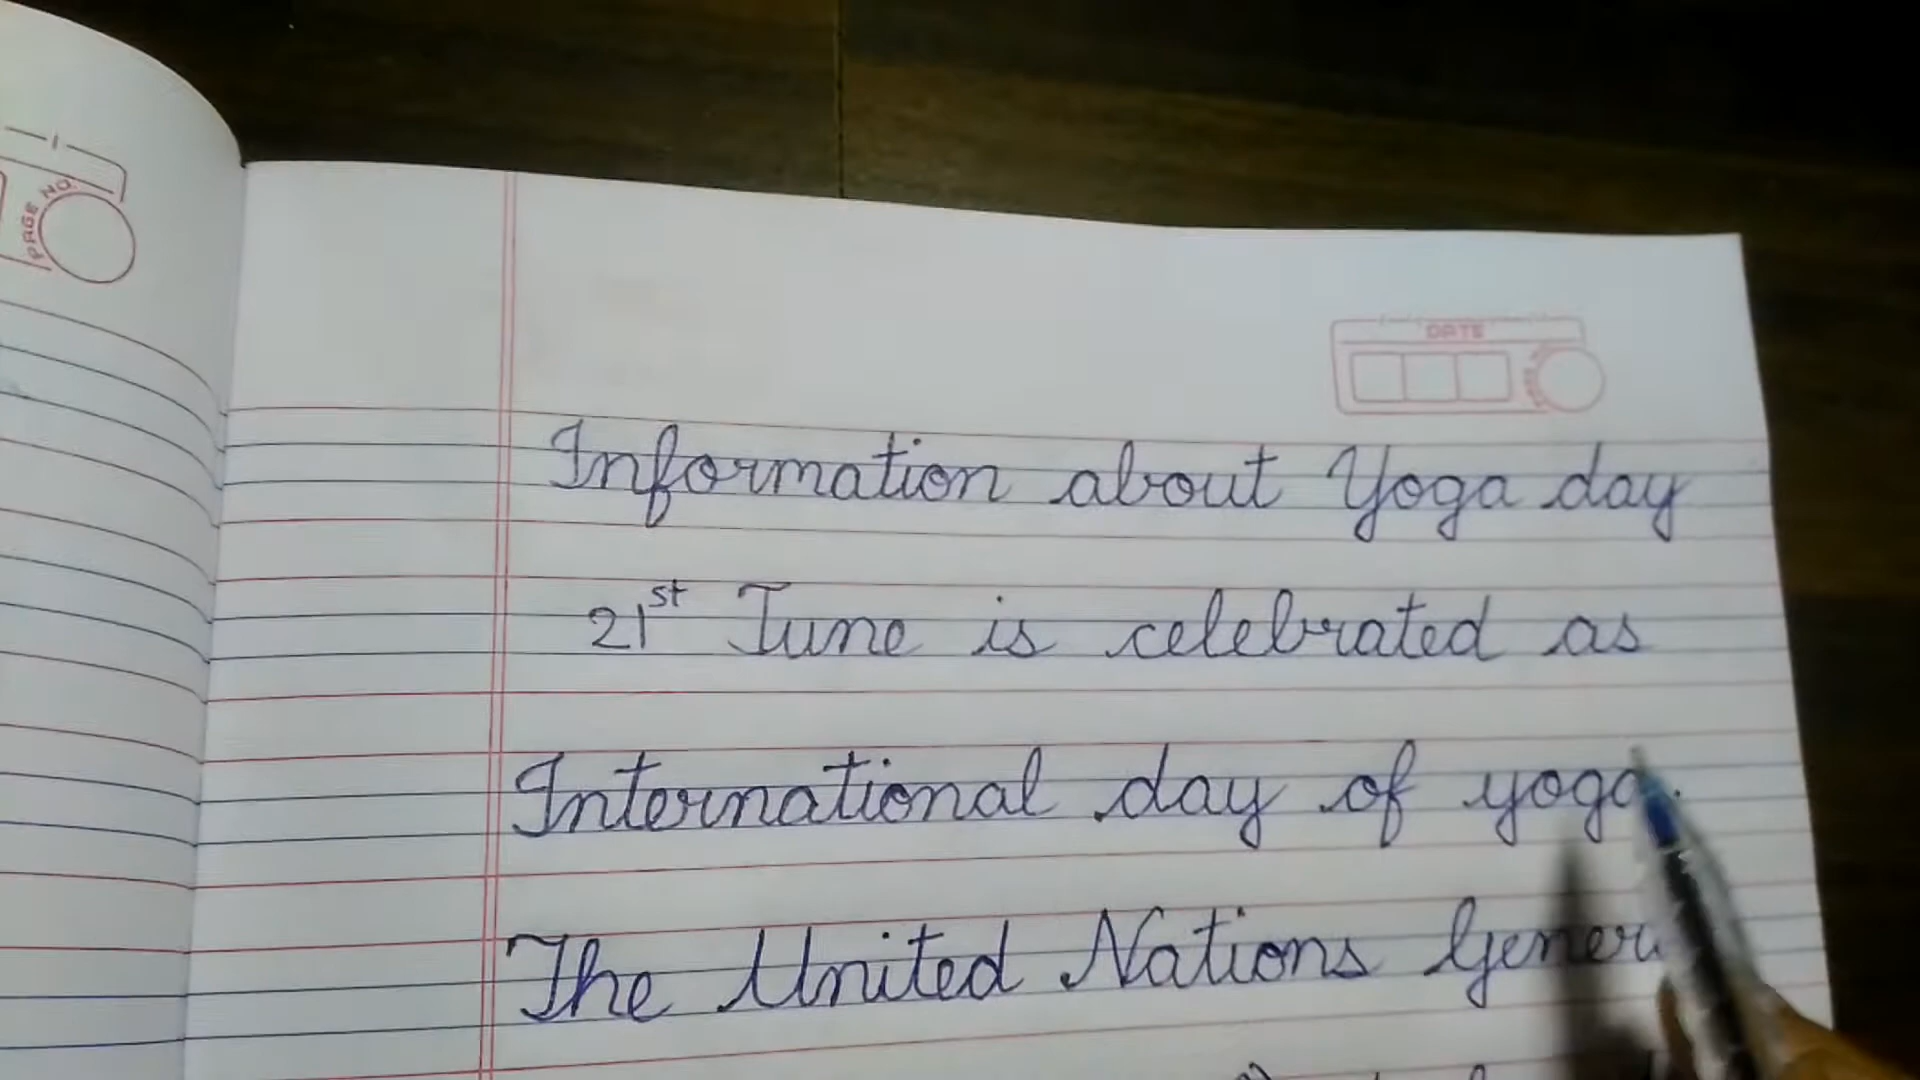 PAGE NO.
DATE
Information about Yoga day
21st June is celebrated as
International day of yoga.
The United Nations